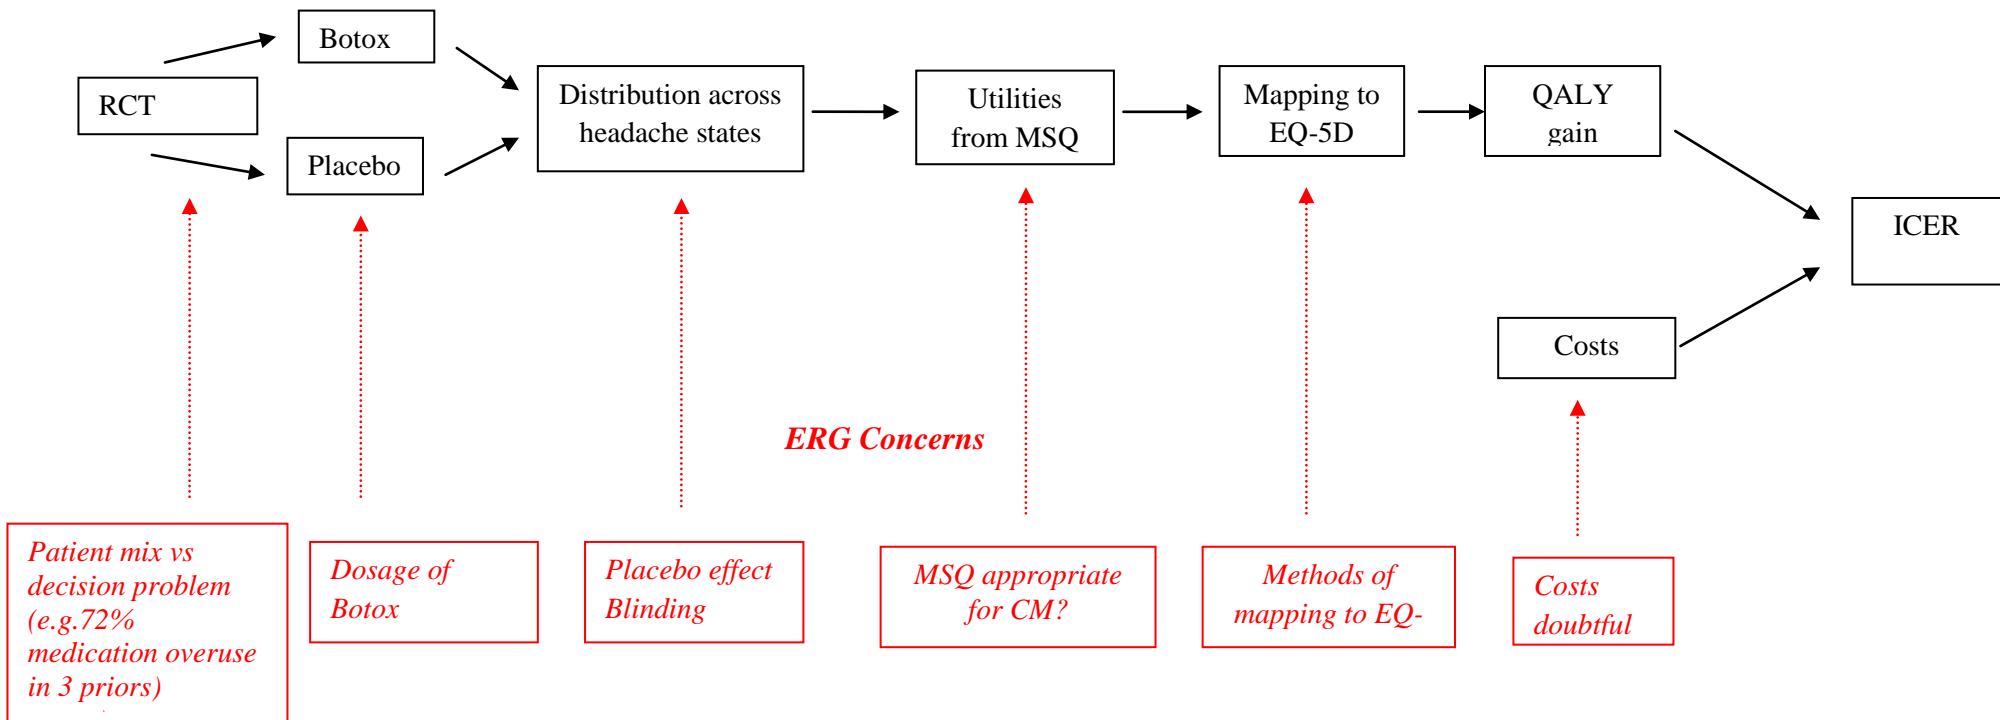 Botox
RCT
Placebo
Distribution across
headache states
Utilities
from MSQ
Mapping to
EQ-5D
QALY
gain
ICER
Costs
ERG Concerns
Patient mix vs
decision problem
(e.g.72%
medication overuse
in 3 priors)
Dosage of
Botox
Placebo effect
Blinding
MSQ appropriate
for CM?
Methods of
mapping to EQ-
Costs
doubtful